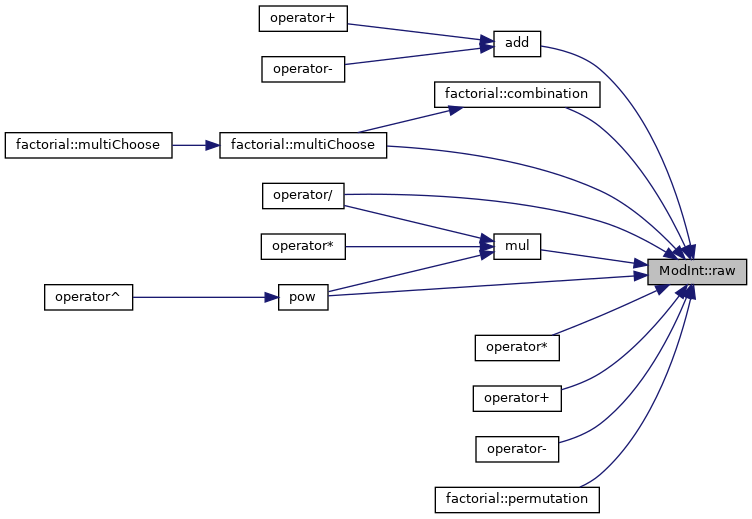 operator+
add
operator-
factorial::combination
factorial::multiChoose
factorial::multiChoose
operator/
operator*
mul
ModInt::raw
operator^
pow
operator*
operator+
operator-
factorial::permutation